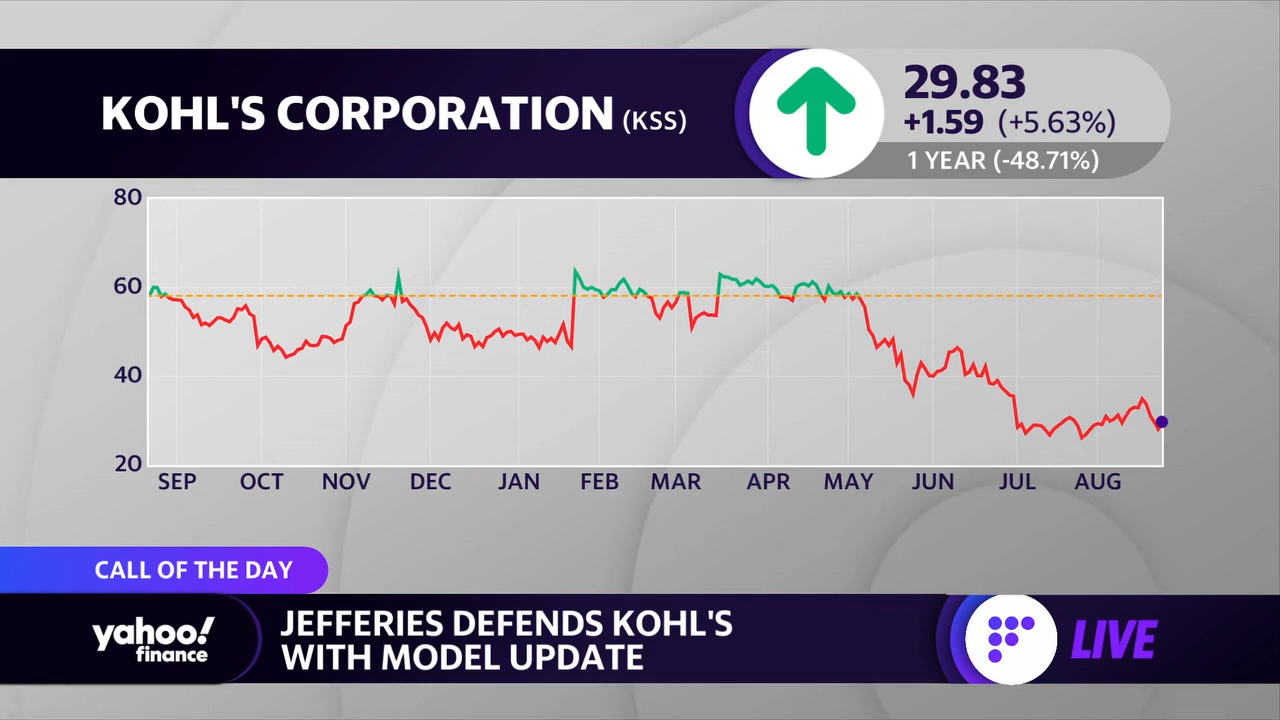 KOHL'S CORPORATION (KSS)
29.83
+1.59 (+5.63%)
1 YEAR (-48.71%)
80
60
40
20
SEP OCT NOV DEC JAN FEB MAR APR MAY JUN JUL AUG
CALL OF THE DAY
yahoo!
finance
JEFFERIES DEFENDS KOHL'S
WITH MODEL UPDATE
LIVE